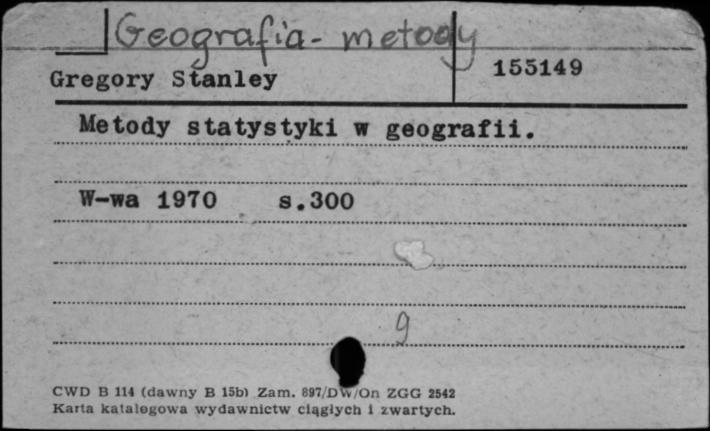 Geografia - metody
Gregory Stanley 155149
Metody statystyki w geografii.
W-wa 1970 s.300
9
CWD B 114 (dawny B 15b) Zam. 897/DW/On ZGG 2542
Karta katalogowa wydawnictw ciągłych i zwartych.